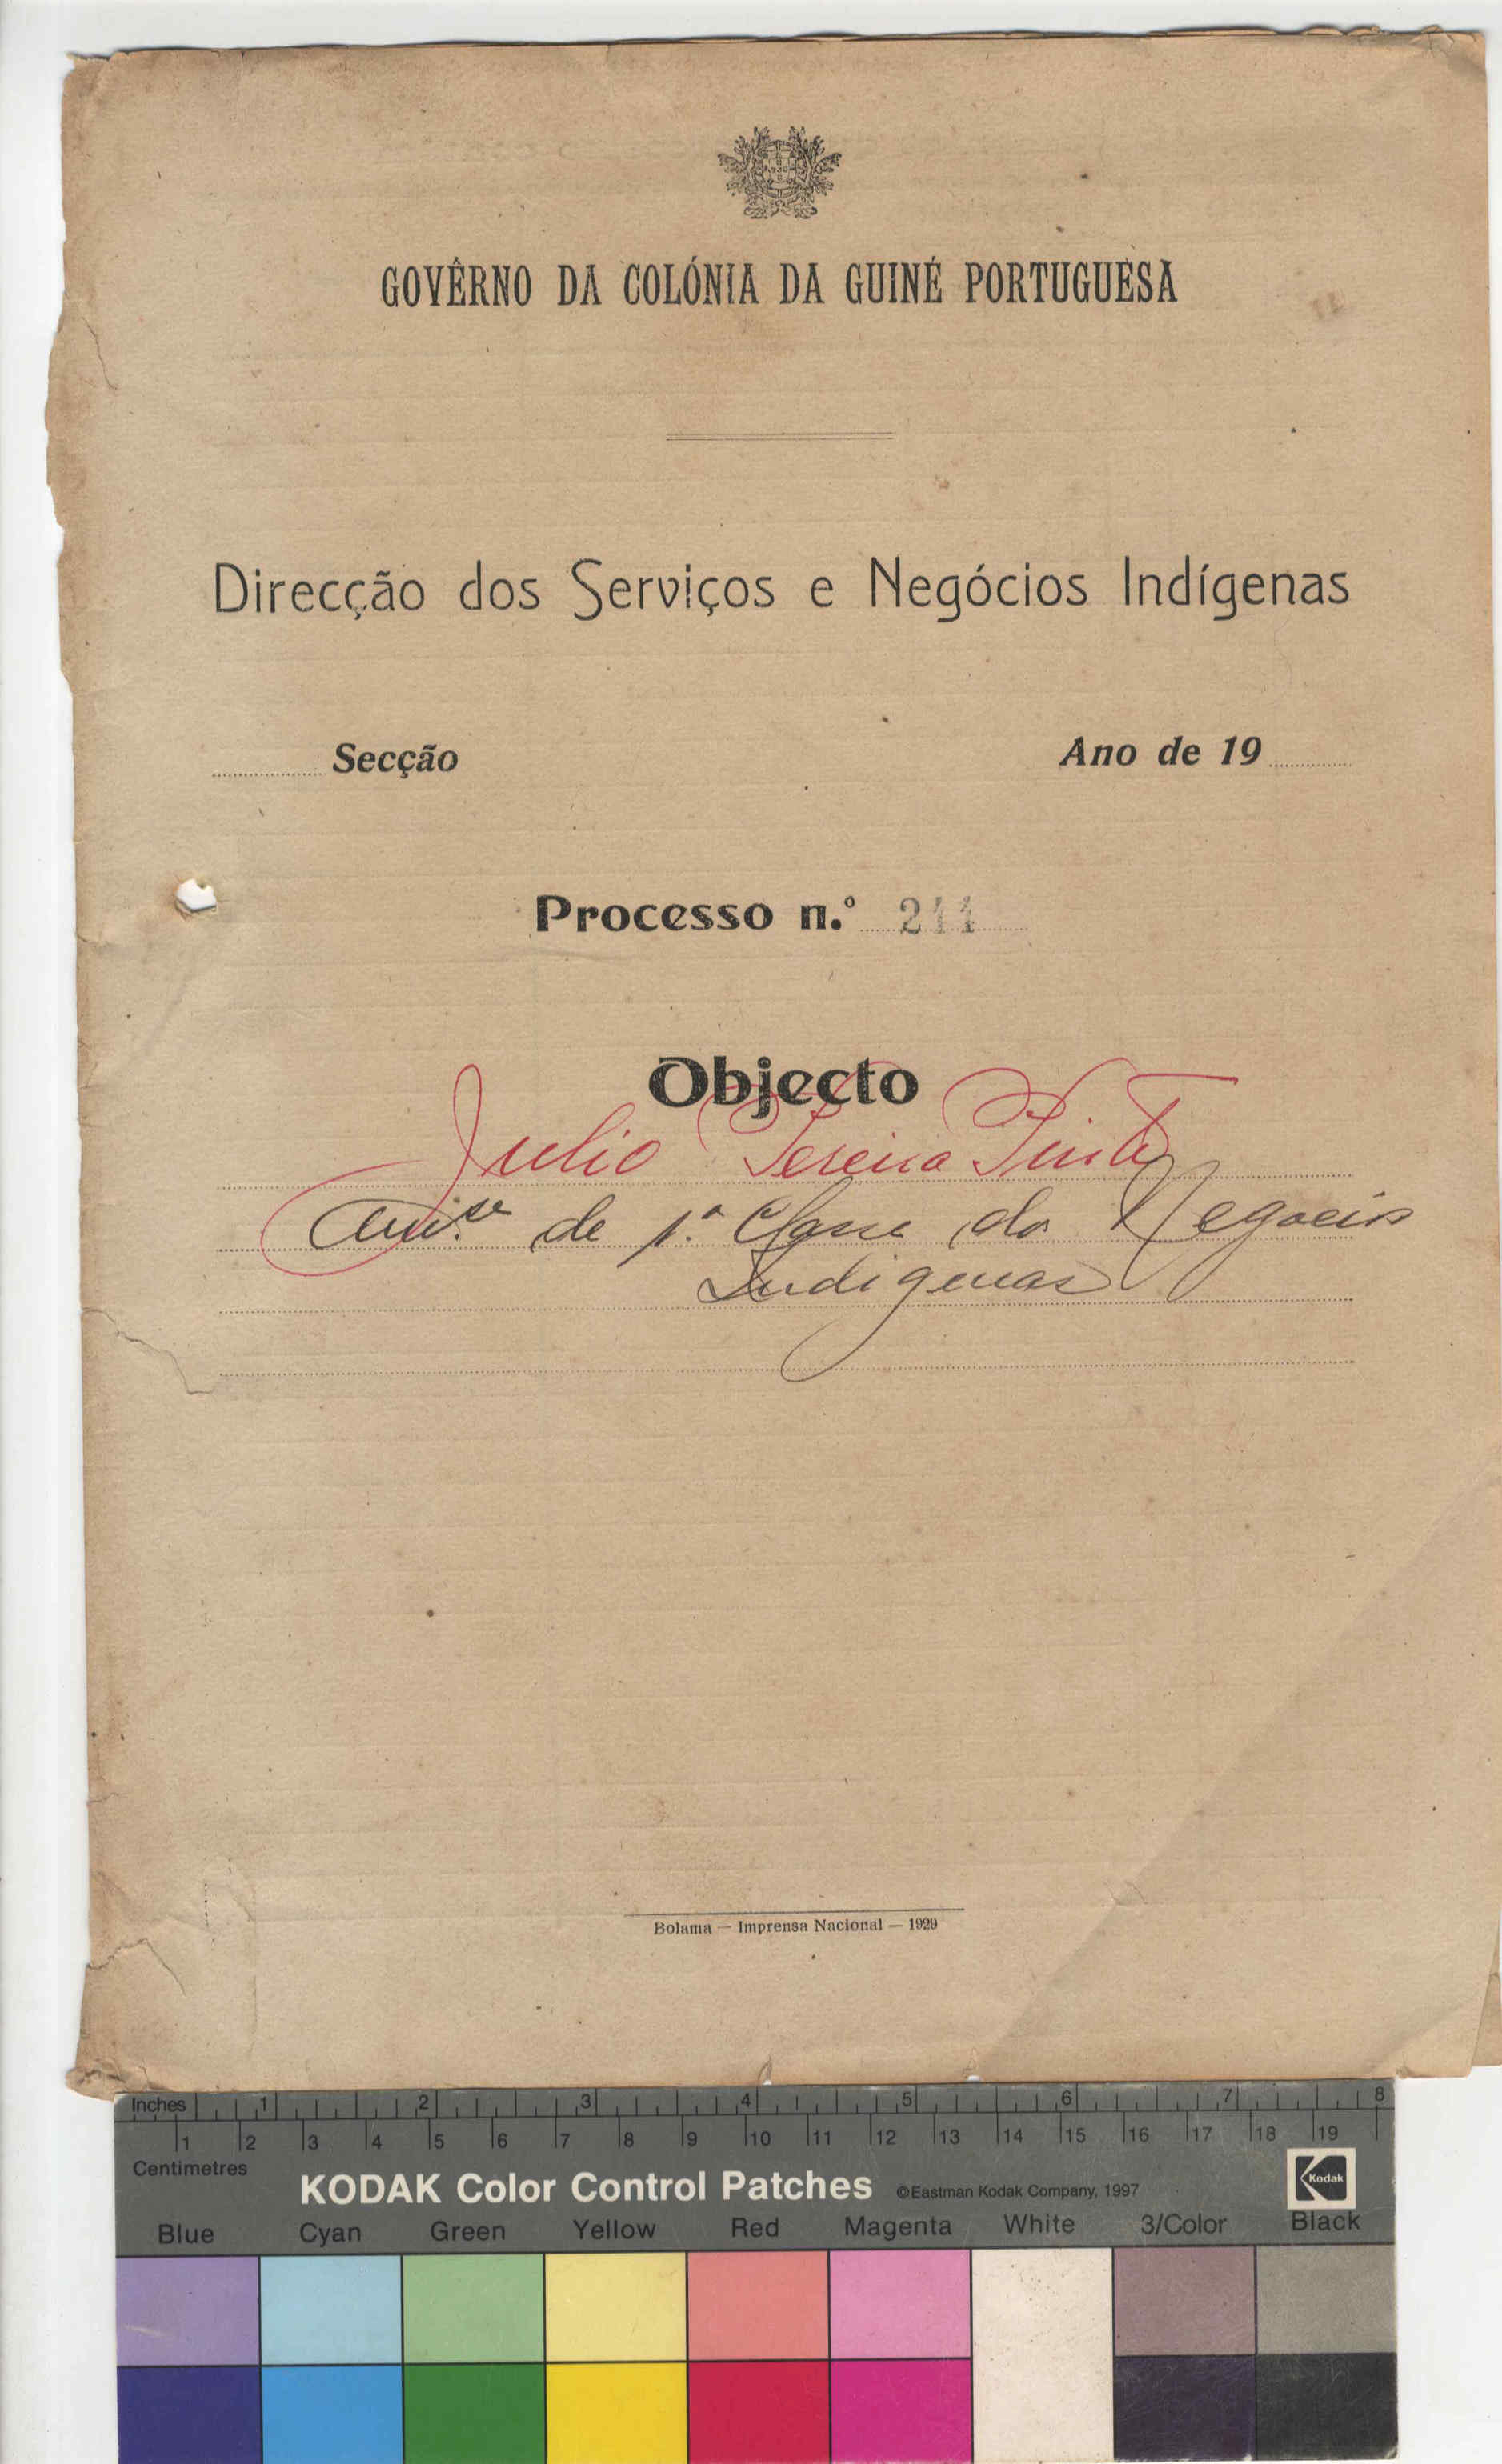 GOVÊRNO DA COLÓNIA DA GUINÉ PORTUGUÊSA
Direcção dos Serviços e Negócios Indígenas
Secção
Ano de 19
Processo n.º 244
Objecto
Julio Pereira Pinto
de 1.ª Classe do Negocios
Indigenas
Bolama — Imprensa Nacional — 1929
Inches 1 2 3 4 5 6 7 8
1 2 3 4 5 6 7 8 9 10 11 12 13 14 15 16 17 18 19
Centimetres
KODAK Color Control Patches ©Eastman Kodak Company, 1997 Kodak
Blue Cyan Green Yellow Red Magenta White 3/Color Black